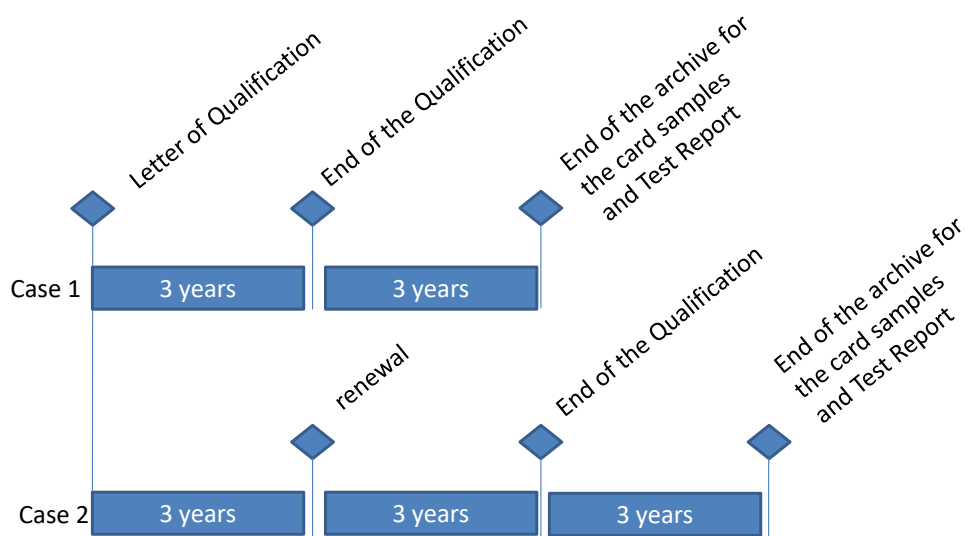 Letter of Qualification
End of the Qualification
End of the archive for
the card samples
and Test Report
Case 1
3 years
3 years
renewal
End of the Qualification
End of the archive for
the card samples
and Test Report
Case 2
3 years
3 years
3 years